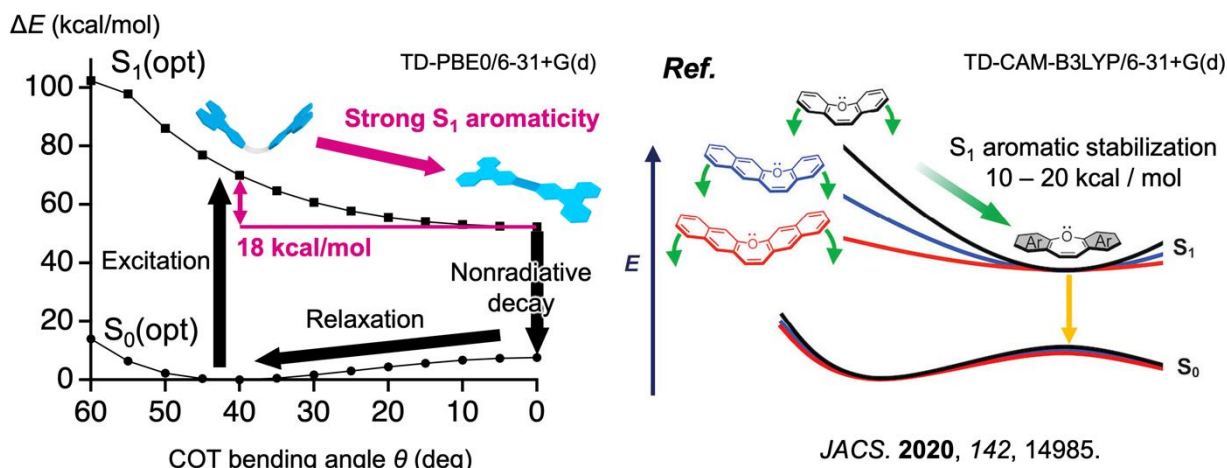 ΔE (kcal/mol)
S₁(opt)
TD-PBE0/6-31+G(d)
100
80
60
40
20
0
Strong S₁ aromaticity
18 kcal/mol
Excitation
Nonradiative
decay
S₀(opt)
Relaxation
60 50 40 30 20 10 0
COT bending angle θ (deg)
Ref.
TD-CAM-B3LYP/6-31+G(d)
O
O
O
S₁ aromatic stabilization
10 – 20 kcal / mol
Ar O Ar
E
S₁
S₀
JACS. 2020, 142, 14985.